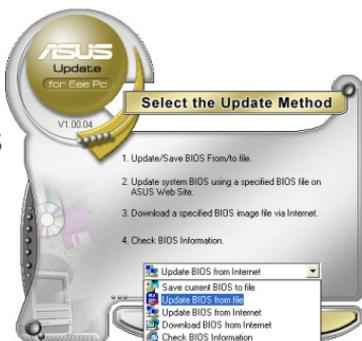 ASUS
Update
for Eee Pc
V1.00.04
Select the Update Method
1. Update/Save BIOS From/to file.
2. Update system BIOS using a specified BIOS file on
ASUS Web Site.
3. Download a specified BIOS image file via Internet.
4. Check BIOS Information.
Update BIOS from Internet
Save current BIOS to file
Update BIOS from file
Update BIOS from Internet
Download BIOS from Internet
Check BIOS Information